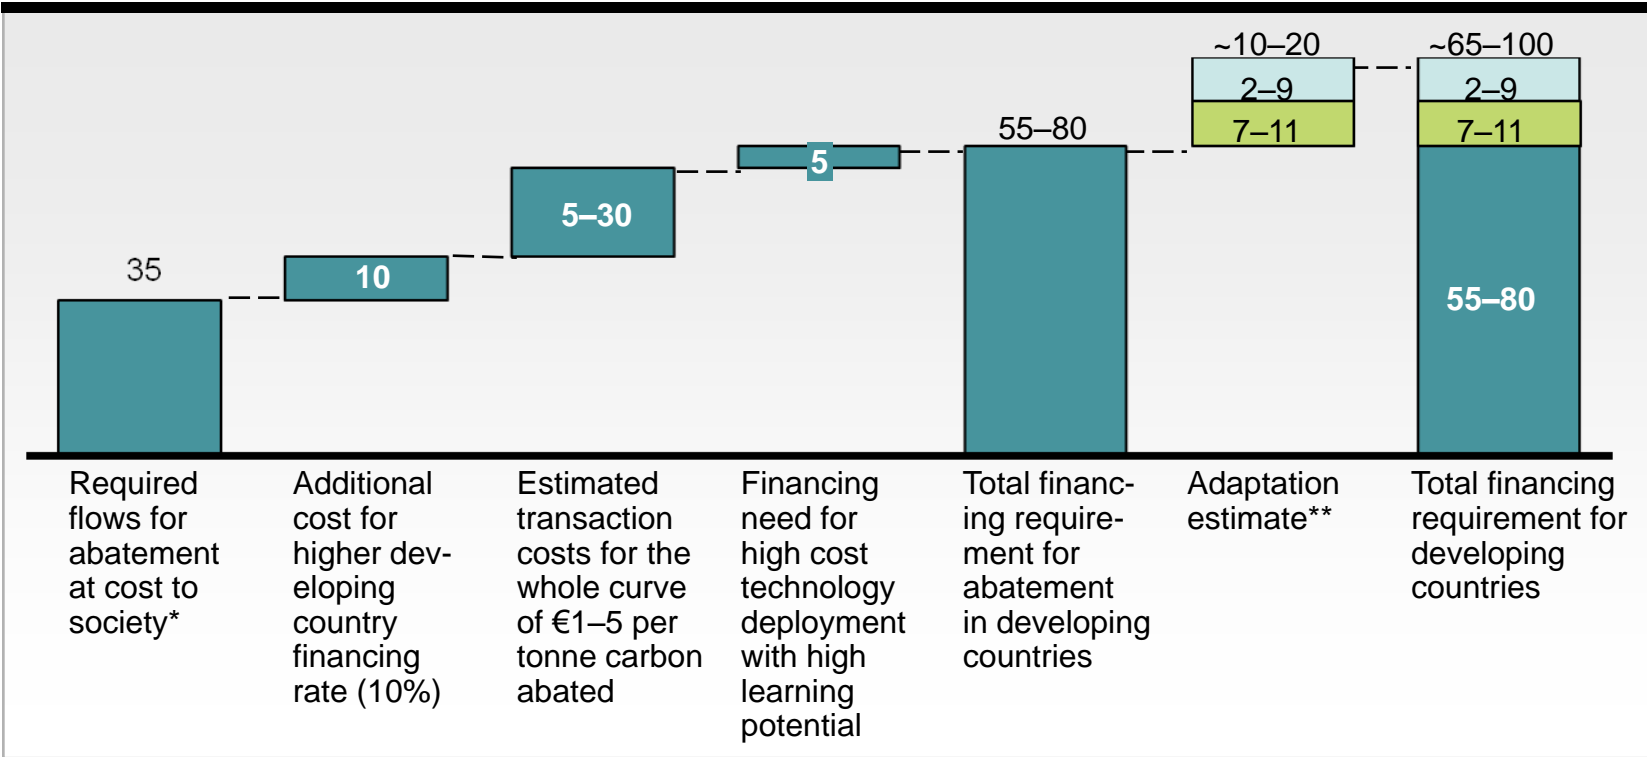 ~10–20
~65–100
2–9
2–9
55–80
7–11
7–11
5
5–30
35
10
55–80
Required
flows for
abatement
at cost to
society*
Additional
cost for
higher dev-
eloping
country
financing
rate (10%)
Estimated
transaction
costs for the
whole curve
of €1–5 per
tonne carbon
abated
Financing
need for
high cost
technology
deployment
with high
learning
potential
Total financ-
ing require-
ment for
abatement
in developing
countries
Adaptation
estimate**
Total financing
requirement for
developing
countries